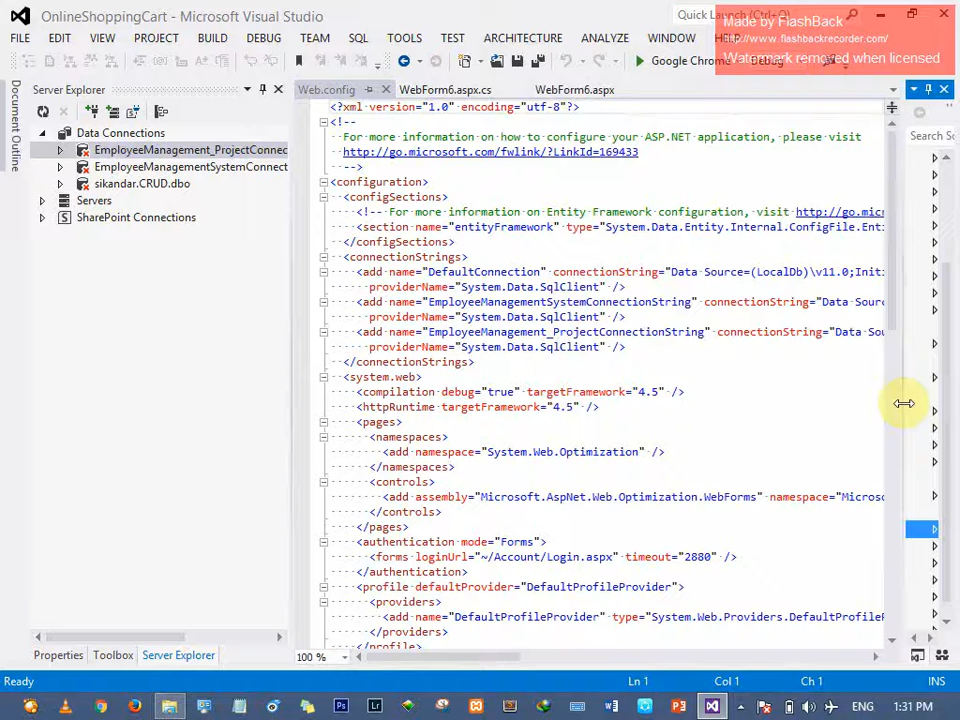 OnlineShoppingCart - Microsoft Visual Studio
Quick Launch (Ctrl+Q)
Made by FlashBack
http://www.flashbackrecorder.com/
Watermark removed when licensed
FILE EDIT VIEW PROJECT BUILD DEBUG TEAM SQL TOOLS TEST ARCHITECTURE ANALYZE WINDOW
Google Chrome
Document Outline
Server Explorer
Data Connections
EmployeeManagement_ProjectConnec
EmployeeManagementSystemConnect
sikandar.CRUD.dbo
Servers
SharePoint Connections
Properties Toolbox Server Explorer
Web.config WebForm6.aspx.cs WebForm6.aspx
<?xml version="1.0" encoding="utf-8"?>
<!--
For more information on how to configure your ASP.NET application, please visit
http://go.microsoft.com/fwlink/?LinkId=169433
-->
<configuration>
<configSections>
<!-- For more information on Entity Framework configuration, visit http://go.mic
<section name="entityFramework" type="System.Data.Entity.Internal.ConfigFile.Enti
</configSections>
<connectionStrings>
<add name="DefaultConnection" connectionString="Data Source=(LocalDb)\v11.0;Initi
providerName="System.Data.SqlClient" />
<add name="EmployeeManagementSystemConnectionString" connectionString="Data Sourc
providerName="System.Data.SqlClient" />
<add name="EmployeeManagement_ProjectConnectionString" connectionString="Data Sou
providerName="System.Data.SqlClient" />
</connectionStrings>
<system.web>
<compilation debug="true" targetFramework="4.5" />
<httpRuntime targetFramework="4.5" />
<pages>
<namespaces>
<add namespace="System.Web.Optimization" />
</namespaces>
<controls>
<add assembly="Microsoft.AspNet.Web.Optimization.WebForms" namespace="Microso
</controls>
</pages>
<authentication mode="Forms">
<forms loginUrl="~/Account/Login.aspx" timeout="2880" />
</authentication>
<profile defaultProvider="DefaultProfileProvider">
<providers>
<add name="DefaultProfileProvider" type="System.Web.Providers.DefaultProfileP
</providers>
</profile>
100 %
Search So
Ready
Ln 1
Col 1
Ch 1
INS
ENG
1:31 PM